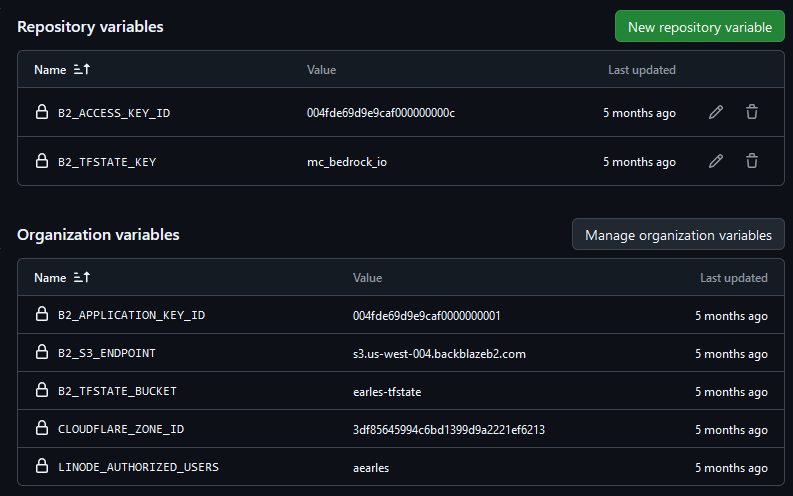 Repository variables
New repository variable
Name Value Last updated
B2_ACCESS_KEY_ID 004fde69d9e9caf000000000c 5 months ago
B2_TFSTATE_KEY mc_bedrock_io 5 months ago
Organization variables
Manage organization variables
Name Value Last updated
B2_APPLICATION_KEY_ID 004fde69d9e9caf0000000001 5 months ago
B2_S3_ENDPOINT s3.us-west-004.backblazeb2.com 5 months ago
B2_TFSTATE_BUCKET earles-tfstate 5 months ago
CLOUDFLARE_ZONE_ID 3df85645994c6bd1399d9a2221ef6213 5 months ago
LINODE_AUTHORIZED_USERS aearles 5 months ago